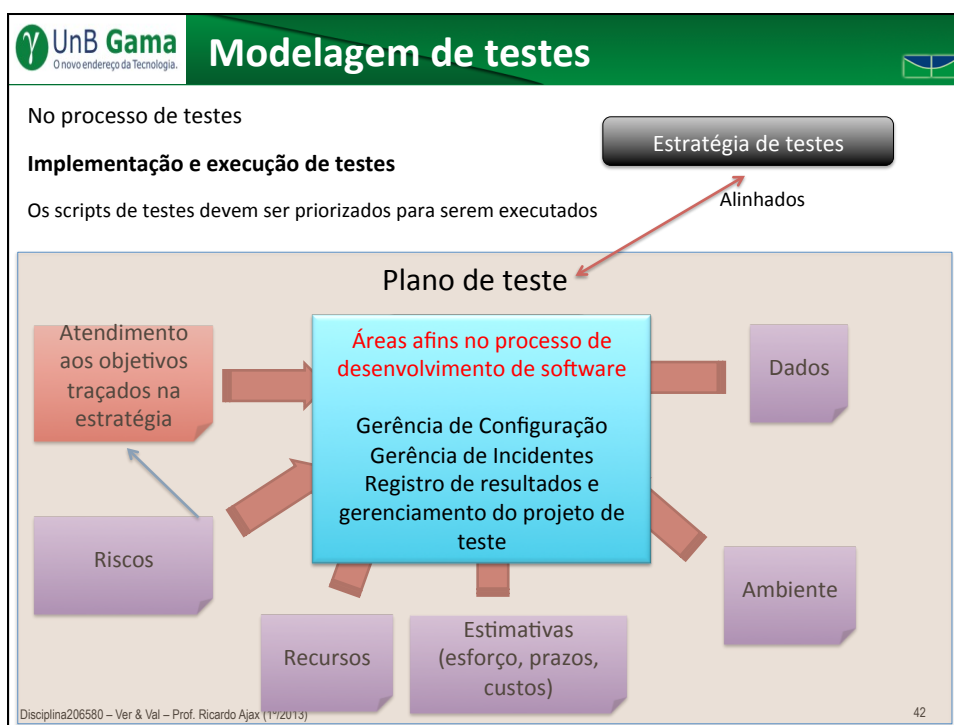 UnB Gama
O novo endereço da Tecnologia.
Modelagem de testes
No processo de testes
Implementação e execução de testes
Os scripts de testes devem ser priorizados para serem executados
Estratégia de testes
Alinhados
Plano de teste
Atendimento
aos objetivos
traçados na
estratégia
Áreas afins no processo de
desenvolvimento de software
Gerência de Configuração
Gerência de Incidentes
Registro de resultados e
gerenciamento do projeto de
teste
Dados
Riscos
Ambiente
Recursos
Estimativas
(esforço, prazos,
custos)
Disciplina206580 – Ver & Val – Prof. Ricardo Ajax (1º/2013)
42